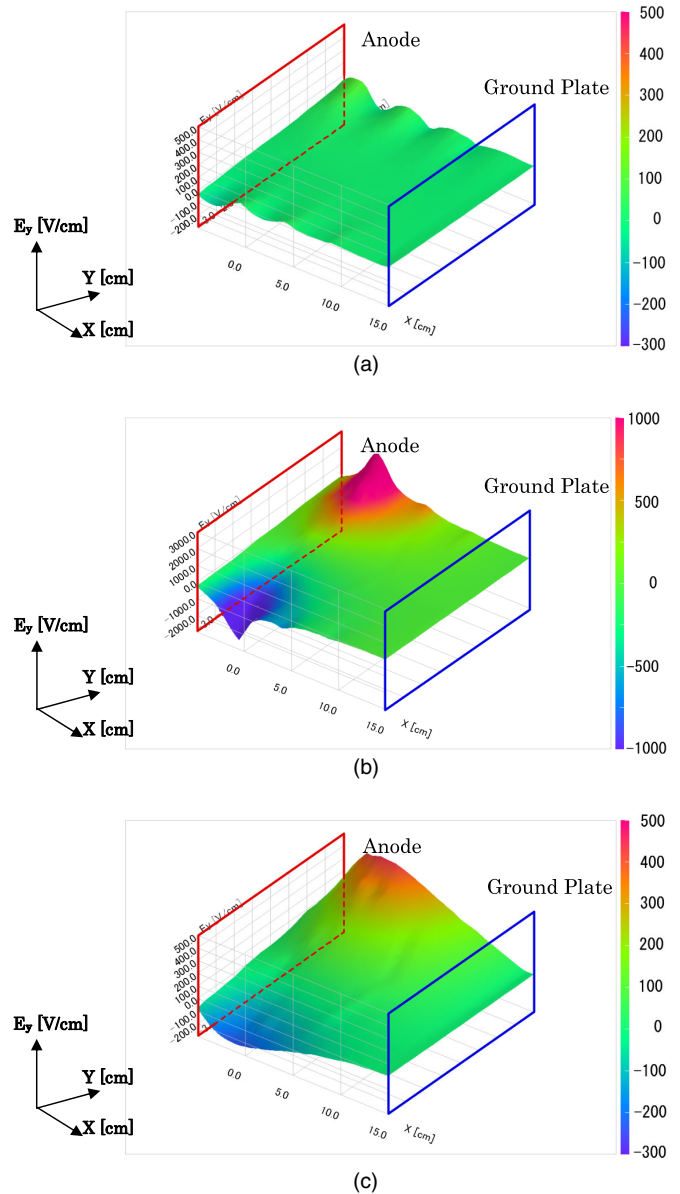 Anode
Ground Plate
Ey [V/cm]
500.0
400.0
300.0
200.0
100.0
0.0
−100.0
−200.0
0.0
5.0
10.0
15.0
X [cm]
Ey [V/cm]
Y [cm]
X [cm]
500
400
300
200
100
0
−100
−200
−300
(a)
Anode
Ground Plate
Ey [V/cm]
3000.0
2000.0
1000.0
0.0
−1000.0
−2000.0
0.0
5.0
10.0
15.0
X [cm]
Ey [V/cm]
Y [cm]
X [cm]
1000
500
0
−500
−1000
(b)
Anode
Ground Plate
Ey [V/cm]
500.0
400.0
300.0
200.0
100.0
0.0
−100.0
−200.0
0.0
5.0
10.0
15.0
X [cm]
Ey [V/cm]
Y [cm]
X [cm]
500
400
300
200
100
0
−100
−200
−300
(c)